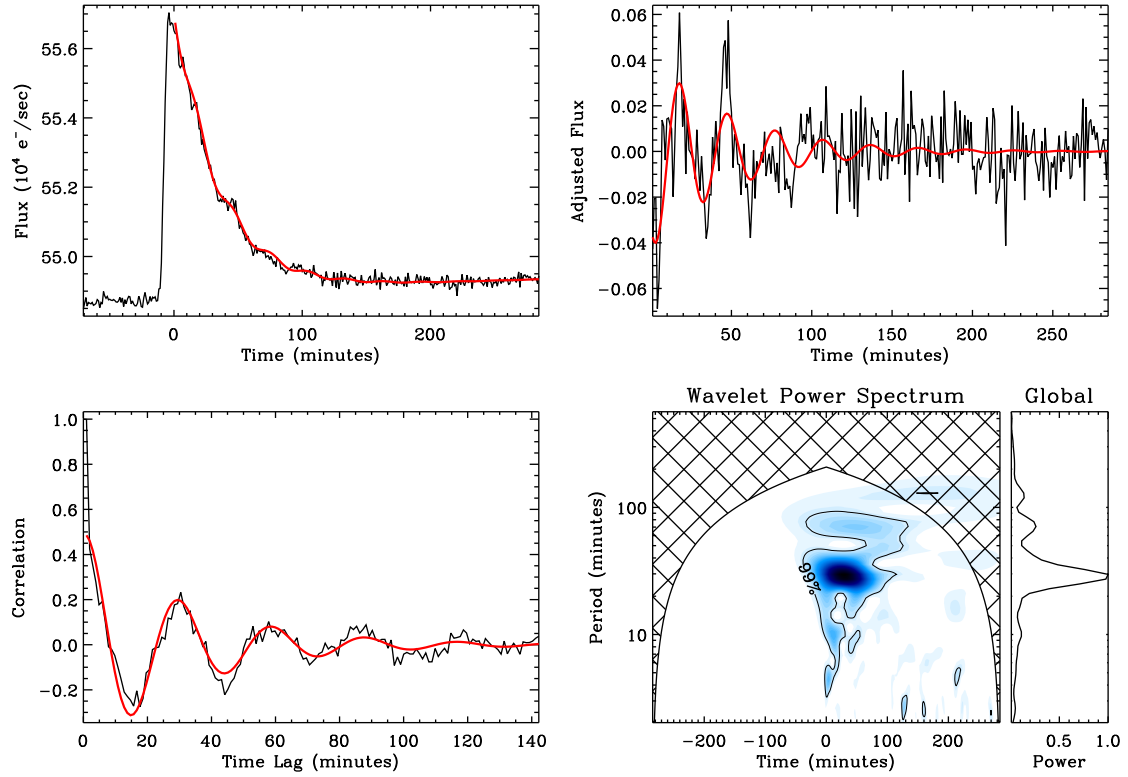 Flux (10⁴ e⁻/sec)
55.6
55.4
55.2
55.0
0 100 200
Time (minutes)
Adjusted Flux
0.06
0.04
0.02
0.00
−0.02
−0.04
−0.06
50 100 150 200 250
Time (minutes)
Correlation
1.0
0.8
0.6
0.4
0.2
0.0
−0.2
0 20 40 60 80 100 120 140
Time Lag (minutes)
Wavelet Power Spectrum
Period (minutes)
100
10
99%
−200 −100 0 100 200
Time (minutes)
Global
0.5 1.0
Power